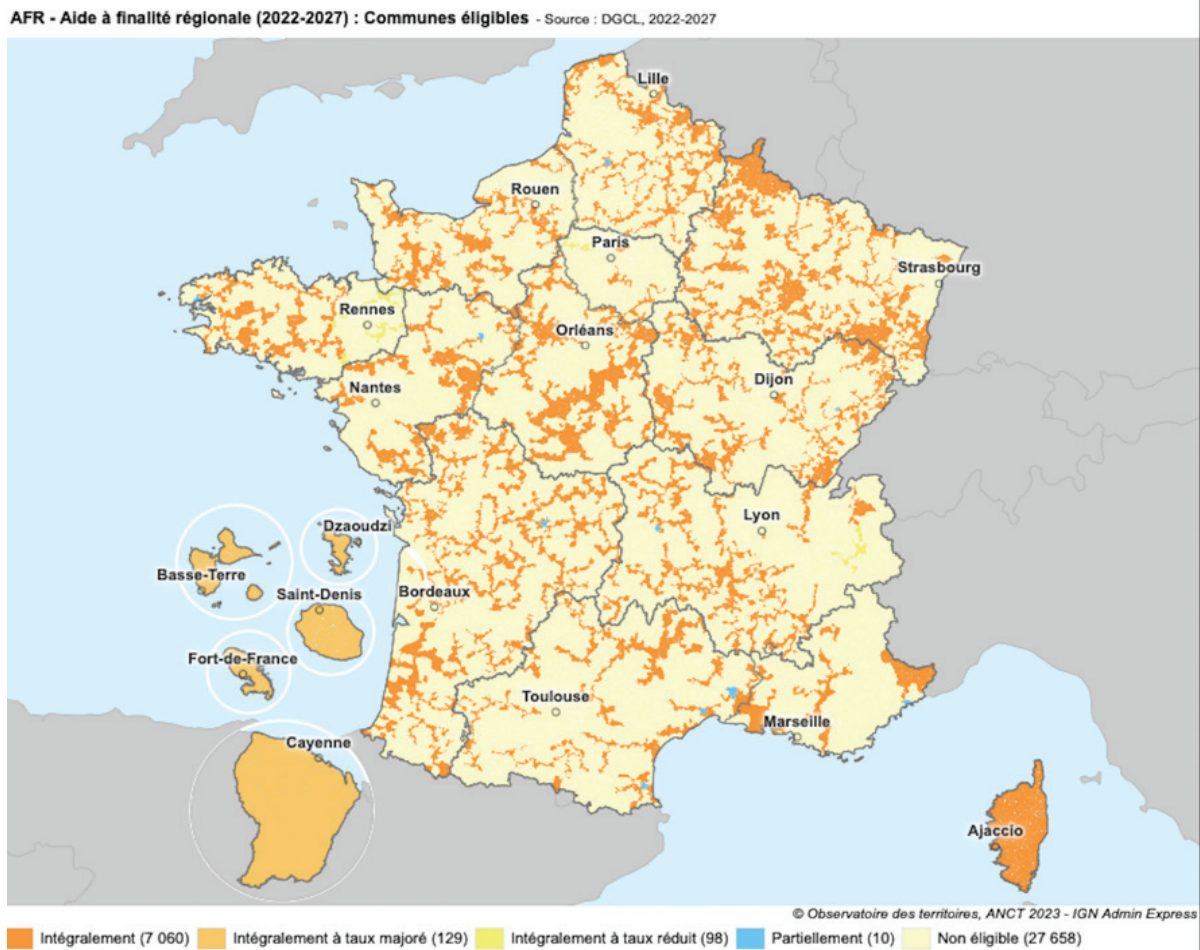 AFR - Aide à finalité régionale (2022-2027) : Communes éligibles - Source : DGCL, 2022-2027
Lille
Rouen
Paris
Strasbourg
Rennes
Orléans
Dijon
Nantes
Lyon
Dzaoudzi
Basse-Terre
Saint-Denis
Bordeaux
Fort-de-France
Toulouse
Marseille
Cayenne
Ajaccio
© Observatoire des territoires, ANCT 2023 - IGN Admin Express
Intégralement (7 060) Intégralement à taux majoré (129) Intégralement à taux réduit (98) Partiellement (10) Non éligible (27 658)